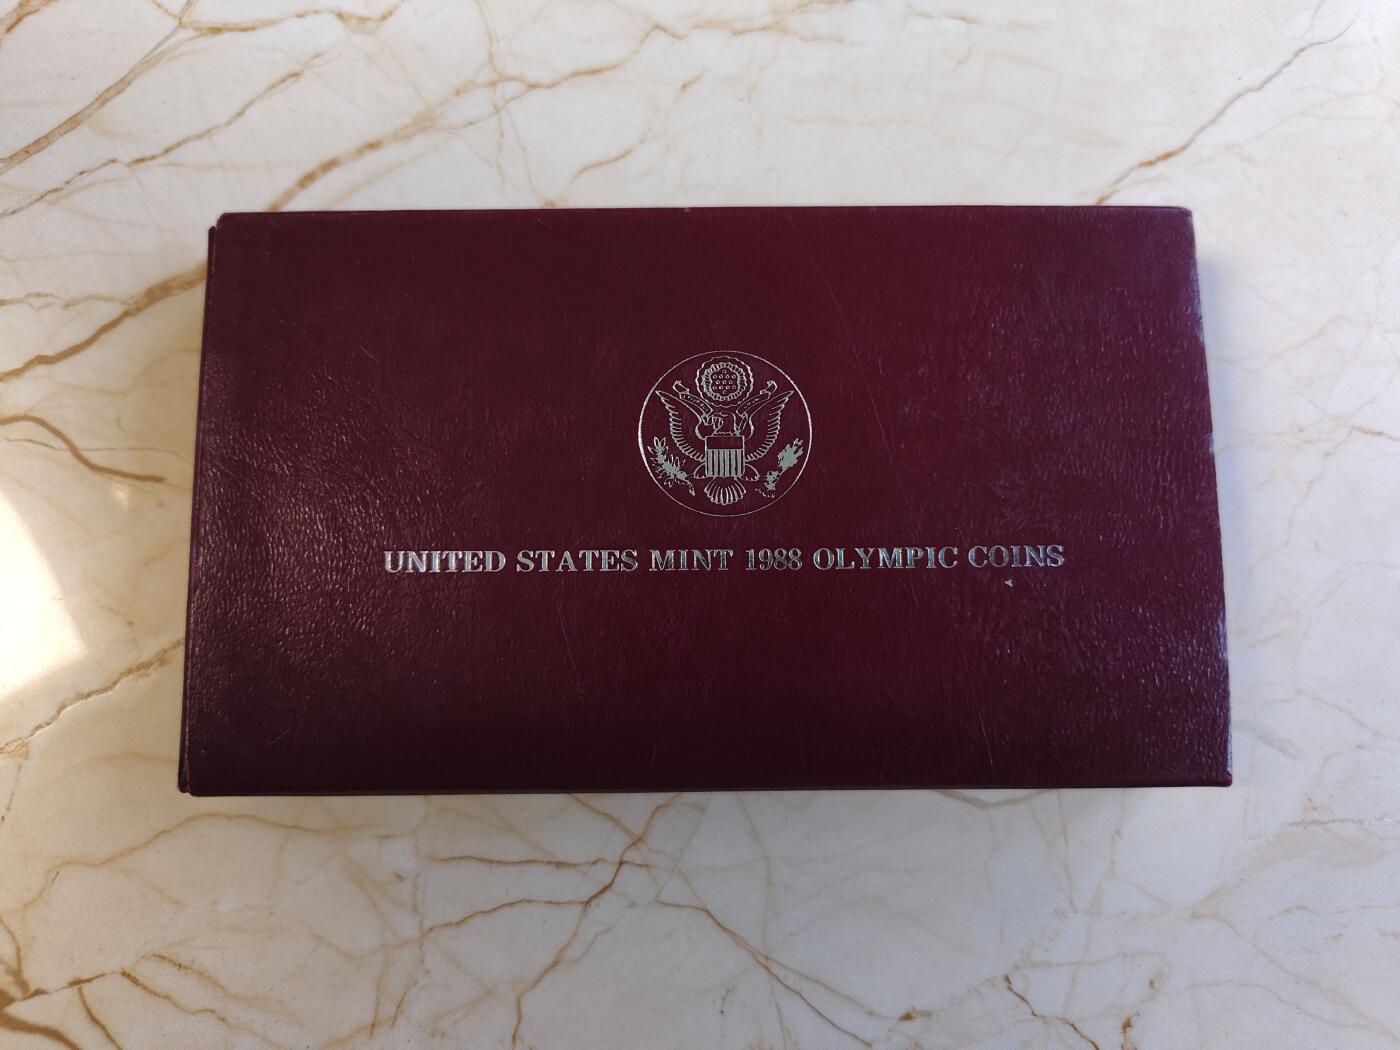 UNITED STATES MINT 1988 OLYMPIC COINS